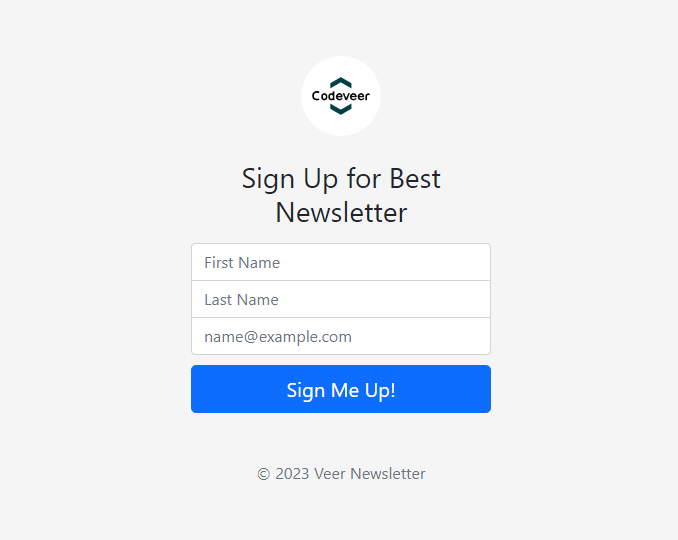 Codeveer
Sign Up for Best
Newsletter
First Name
Last Name
name@example.com
Sign Me Up!
© 2023 Veer Newsletter